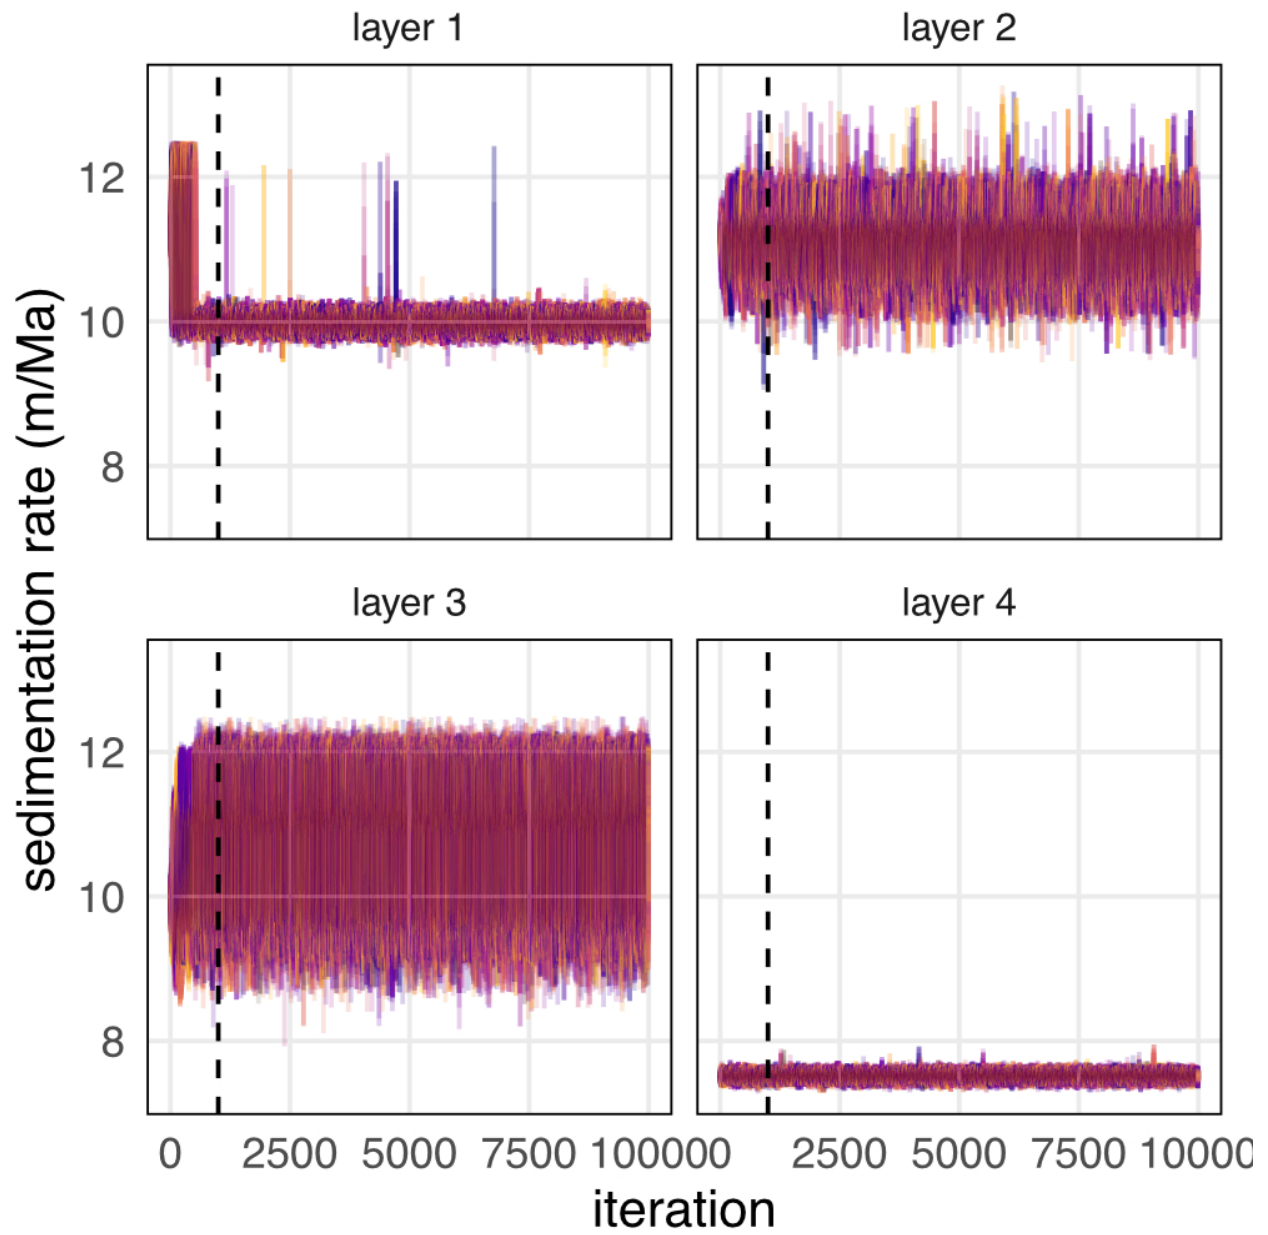 layer 1
layer 2
12
10
8
layer 3
layer 4
12
10
8
sedimentation rate (m/Ma)
0 2500 5000 7500 100000 2500 5000 7500 10000
iteration